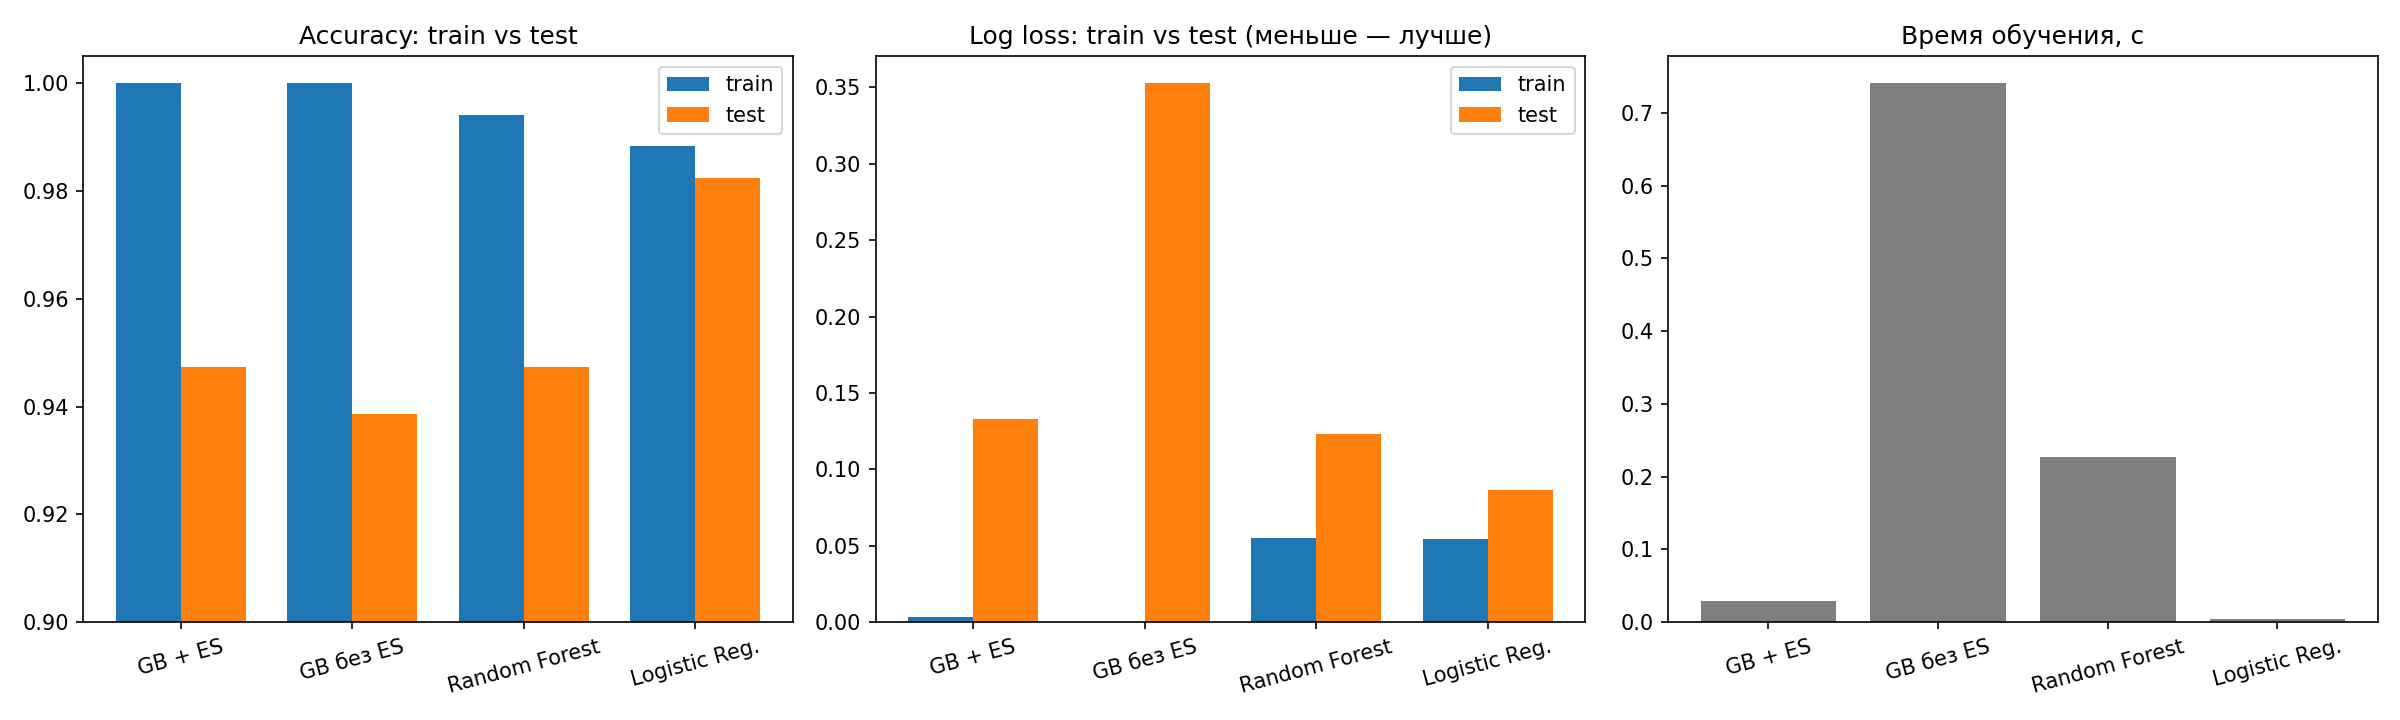 Accuracy: train vs test
1.00
0.98
0.96
0.94
0.92
0.90
train
test
GB + ES
GB без ES
Random Forest
Logistic Reg.
Log loss: train vs test (меньше — лучше)
0.35
0.30
0.25
0.20
0.15
0.10
0.05
0.00
train
test
GB + ES
GB без ES
Random Forest
Logistic Reg.
Время обучения, с
0.7
0.6
0.5
0.4
0.3
0.2
0.1
0.0
GB + ES
GB без ES
Random Forest
Logistic Reg.